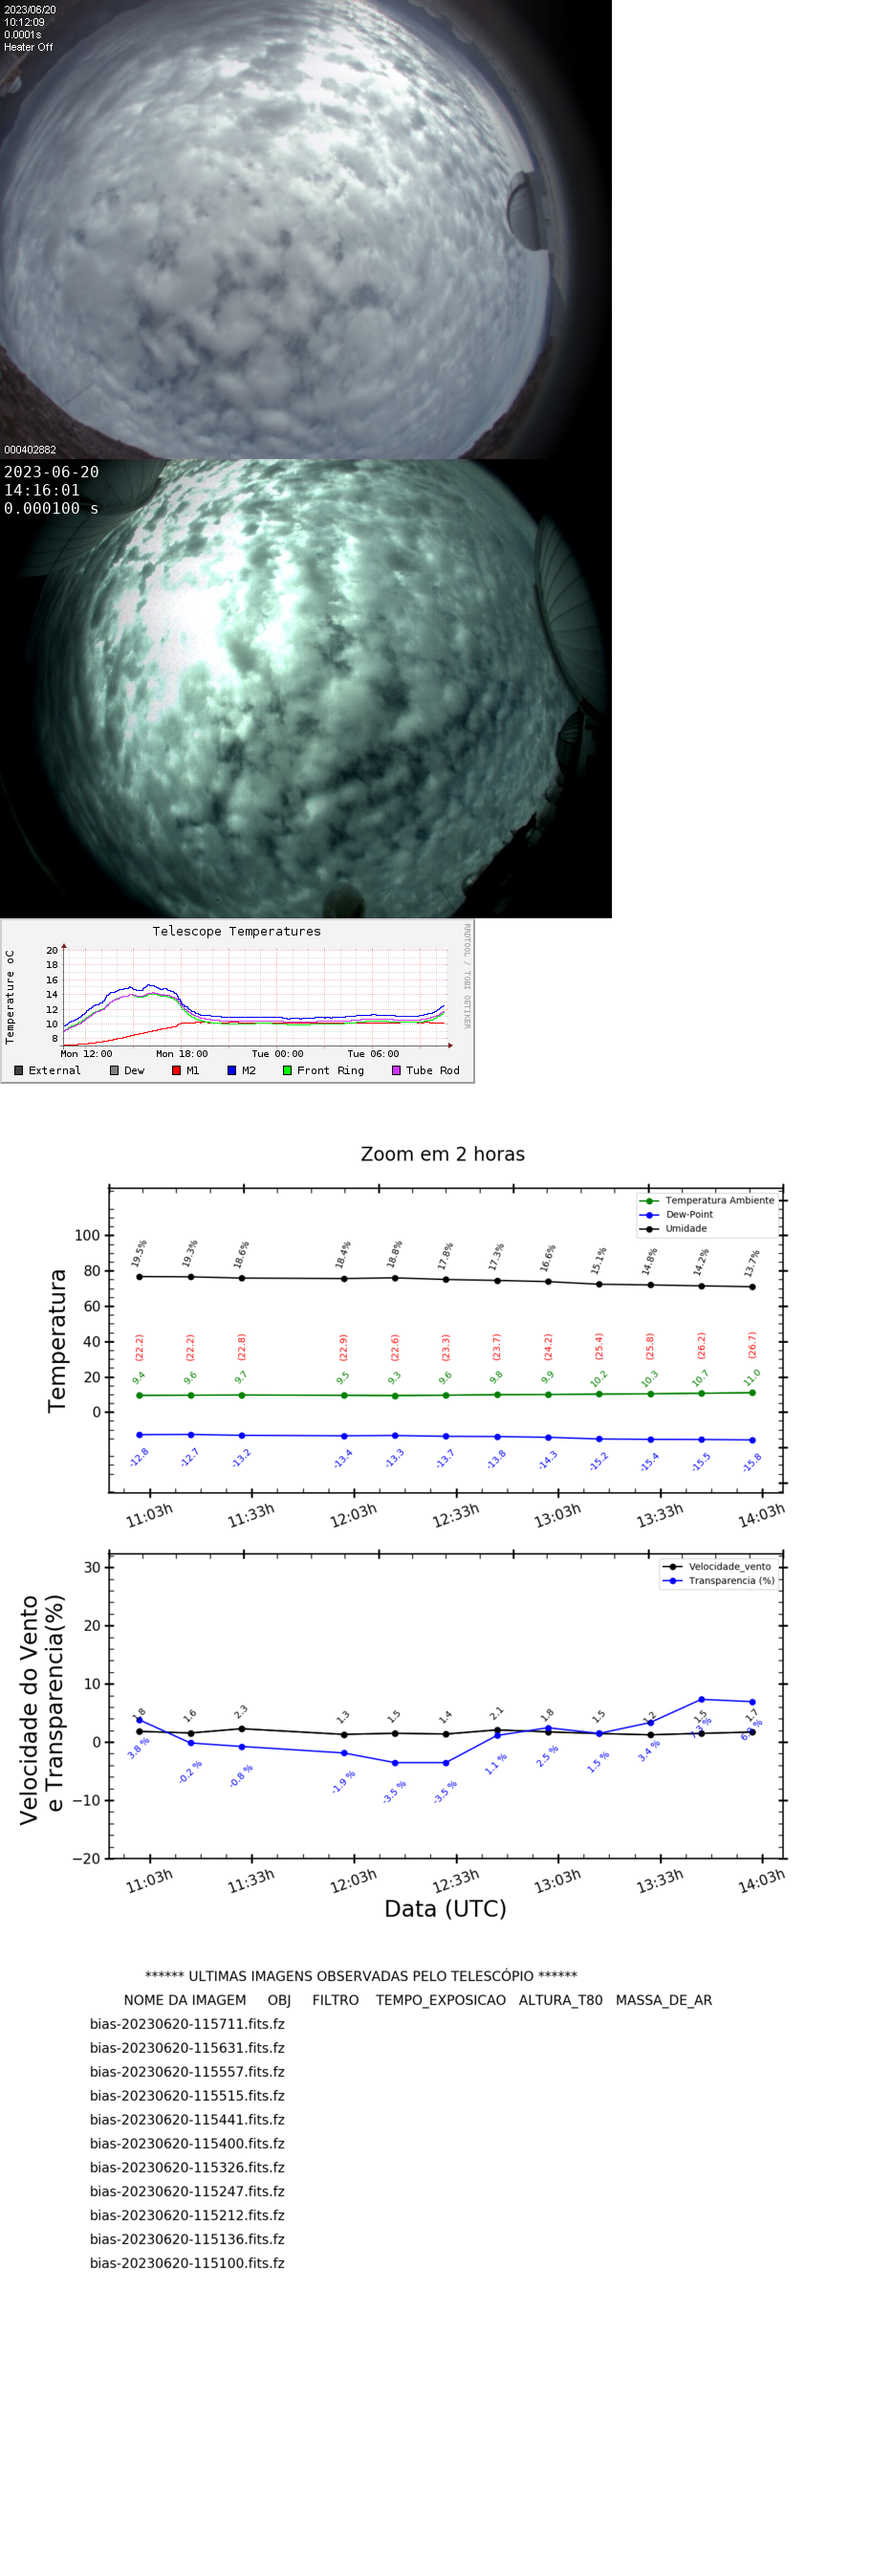 2023/06/20
10:12:09
0.0001s
Heater Off
000402882
2023-06-20
14:16:01
0.000100 s
Telescope Temperatures
RRDTOOL / TOBI OETIKER
Temperature oC
20
18
16
14
12
10
8
Mon 12:00 Mon 18:00 Tue 00:00 Tue 06:00
External Dew M1 M2 Front Ring Tube Rod
Zoom em 2 horas
Temperatura
Temperatura Ambiente
Dew-Point
Umidade
100
80
60
40
20
0
19.5% 19.3% 18.6% 18.4% 18.8% 17.8% 17.3% 16.6% 15.1% 14.8% 14.2% 13.7%
(22.2) (22.2) (22.8) (22.9) (22.6) (23.3) (23.7) (24.2) (25.4) (25.8) (26.2) (26.7)
9.4 9.6 9.7 9.5 9.3 9.6 9.8 9.9 10.2 10.3 10.7 11.0
-12.8 -12.7 -13.2 -13.4 -13.3 -13.7 -13.8 -14.3 -15.2 -15.4 -15.5 -15.8
11:03h 11:33h 12:03h 12:33h 13:03h 13:33h 14:03h
Velocidade do Vento
e Transparencia(%)
Velocidade_vento
Transparencia (%)
30
20
10
0
−10
−20
1.8 1.6 2.3 1.3 1.5 1.4 2.1 1.8 1.5 1.2 1.5 1.7
3.8 % -0.2 % -0.8 % -1.9 % -3.5 % -3.5 % 1.1 % 2.5 % 1.5 % 3.4 % 7.3 %
11:03h 11:33h 12:03h 12:33h 13:03h 13:33h 14:03h
Data (UTC)
****** ULTIMAS IMAGENS OBSERVADAS PELO TELESCÓPIO ******
NOME DA IMAGEM OBJ FILTRO TEMPO_EXPOSICAO ALTURA_T80 MASSA_DE_AR
bias-20230620-115711.fits.fz
bias-20230620-115631.fits.fz
bias-20230620-115557.fits.fz
bias-20230620-115515.fits.fz
bias-20230620-115441.fits.fz
bias-20230620-115400.fits.fz
bias-20230620-115326.fits.fz
bias-20230620-115247.fits.fz
bias-20230620-115212.fits.fz
bias-20230620-115136.fits.fz
bias-20230620-115100.fits.fz